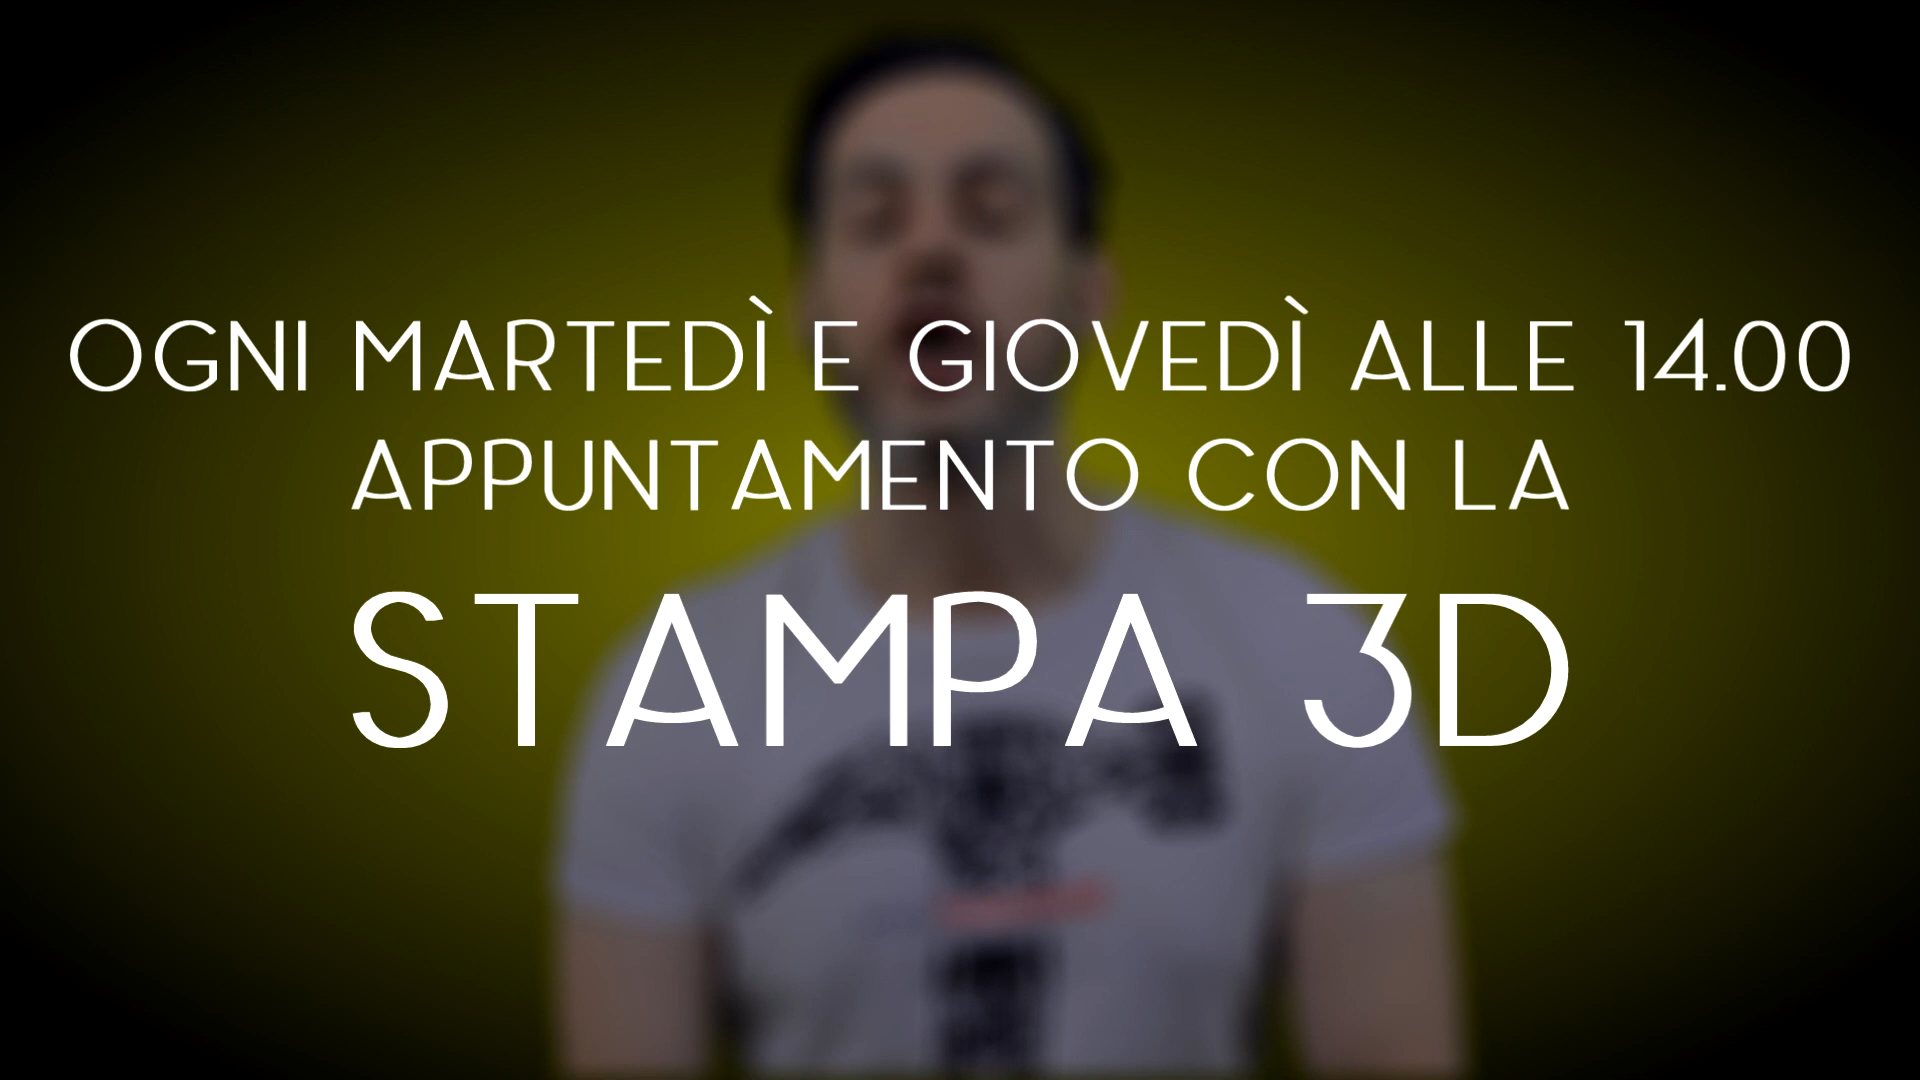 OGNI MARTEDÌ E GIOVEDÌ ALLE 14.00
APPUNTAMENTO CON LA
STAMPA 3D